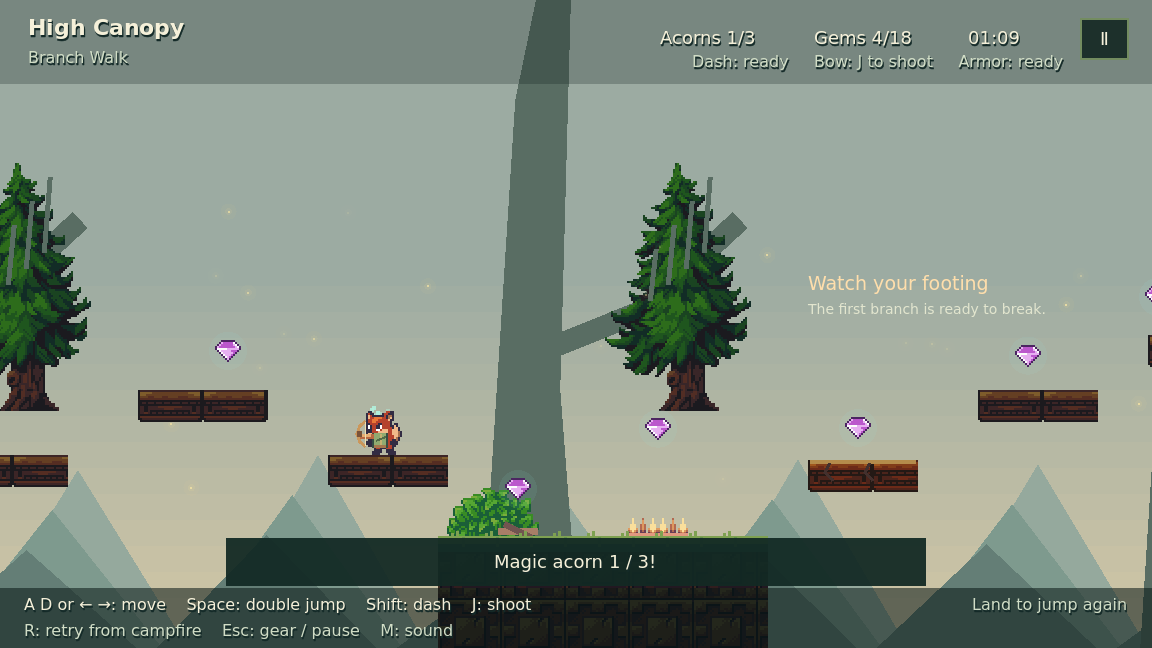 High Canopy
Branch Walk
Acorns 1/3 Gems 4/18 01:09
Dash: ready Bow: J to shoot Armor: ready
II
Watch your footing
The first branch is ready to break.
Magic acorn 1 / 3!
A D or ← →: move Space: double jump Shift: dash J: shoot
R: retry from campfire Esc: gear / pause M: sound
Land to jump again